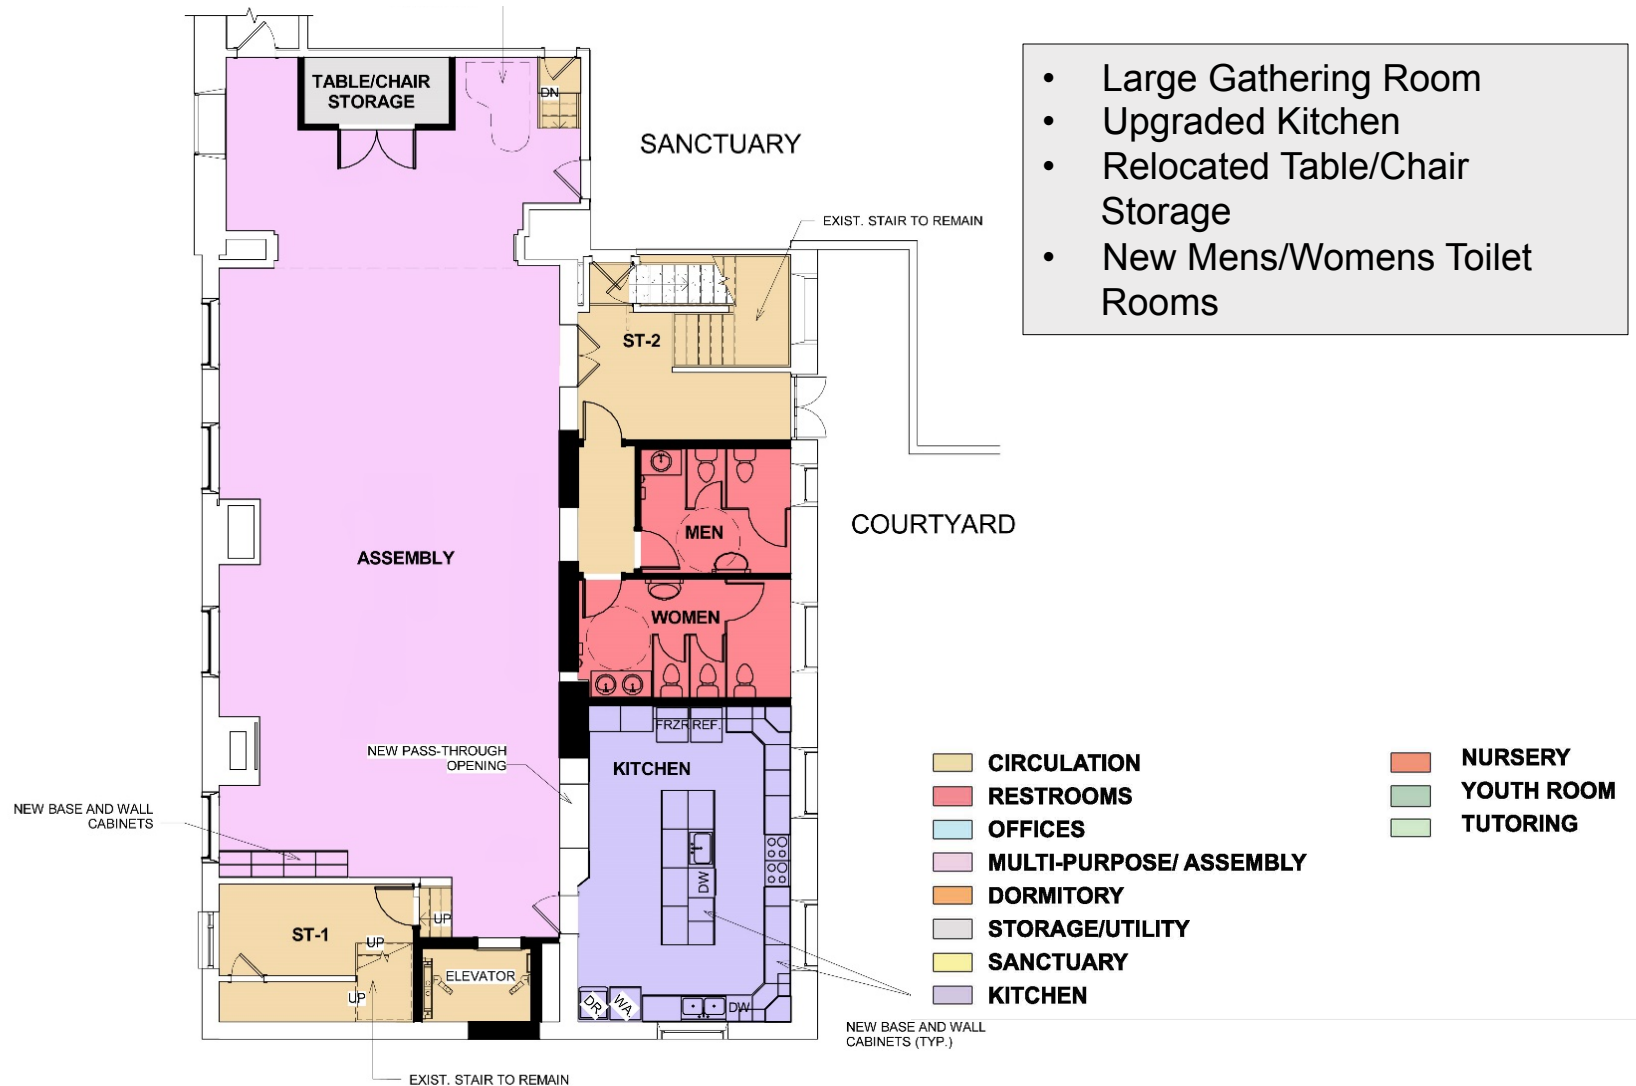 TABLE/CHAIR
STORAGE
DN
SANCTUARY
EXIST. STAIR TO REMAIN
• Large Gathering Room
• Upgraded Kitchen
• Relocated Table/Chair
Storage
• New Mens/Womens Toilet
Rooms
ST-2
MEN
COURTYARD
ASSEMBLY
WOMEN
FRZR
REF.
NEW PASS-THROUGH
OPENING
KITCHEN
NEW BASE AND WALL
CABINETS
DW
UP
ST-1
UP
UP
ELEVATOR
DR
WA
DW
NEW BASE AND WALL
CABINETS (TYP.)
EXIST. STAIR TO REMAIN
CIRCULATION
RESTROOMS
OFFICES
MULTI-PURPOSE/ ASSEMBLY
DORMITORY
STORAGE/UTILITY
SANCTUARY
KITCHEN
NURSERY
YOUTH ROOM
TUTORING